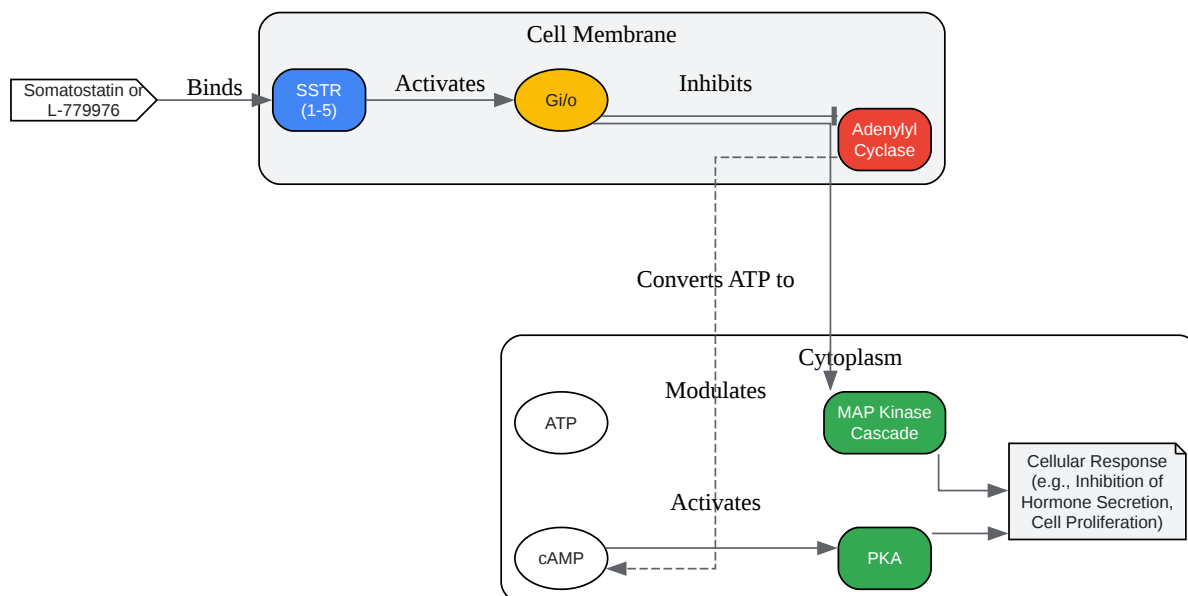 Cell Membrane
Somatostatin or
L-779976
Binds
SSTR
(1-5)
Activates
Gi/o
Inhibits
Adenylyl
Cyclase
Converts ATP to
Cytoplasm
Modulates
ATP
MAP Kinase
Cascade
Cellular Response
(e.g., Inhibition of
Hormone Secretion,
Cell Proliferation)
Activates
cAMP
PKA